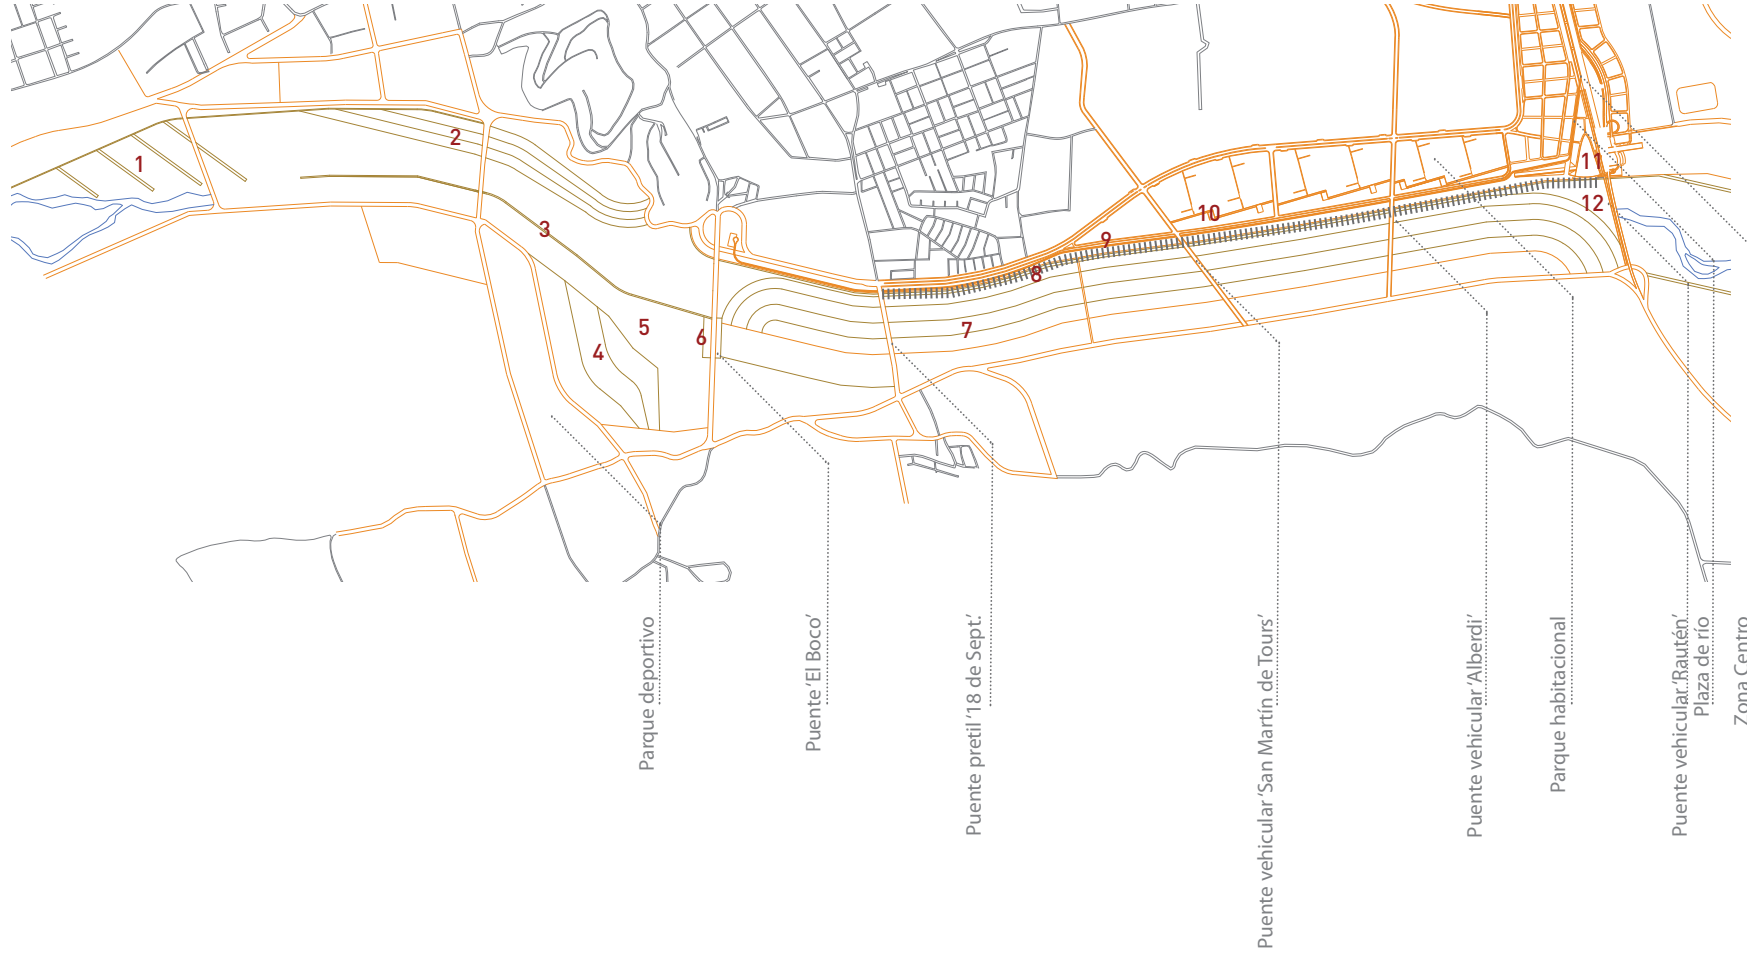 1
2
3
4
5
6
7
8
9
10
11
12
Parque deportivo
Puente ‘El Boco’
Puente pretil ‘18 de Sept.’
Puente vehicular ‘San Martín de Tours’
Puente vehicular ‘Alberdi’
Parque habitacional
Puente vehicular ‘Rautén’
Plaza de río
Zona Centro